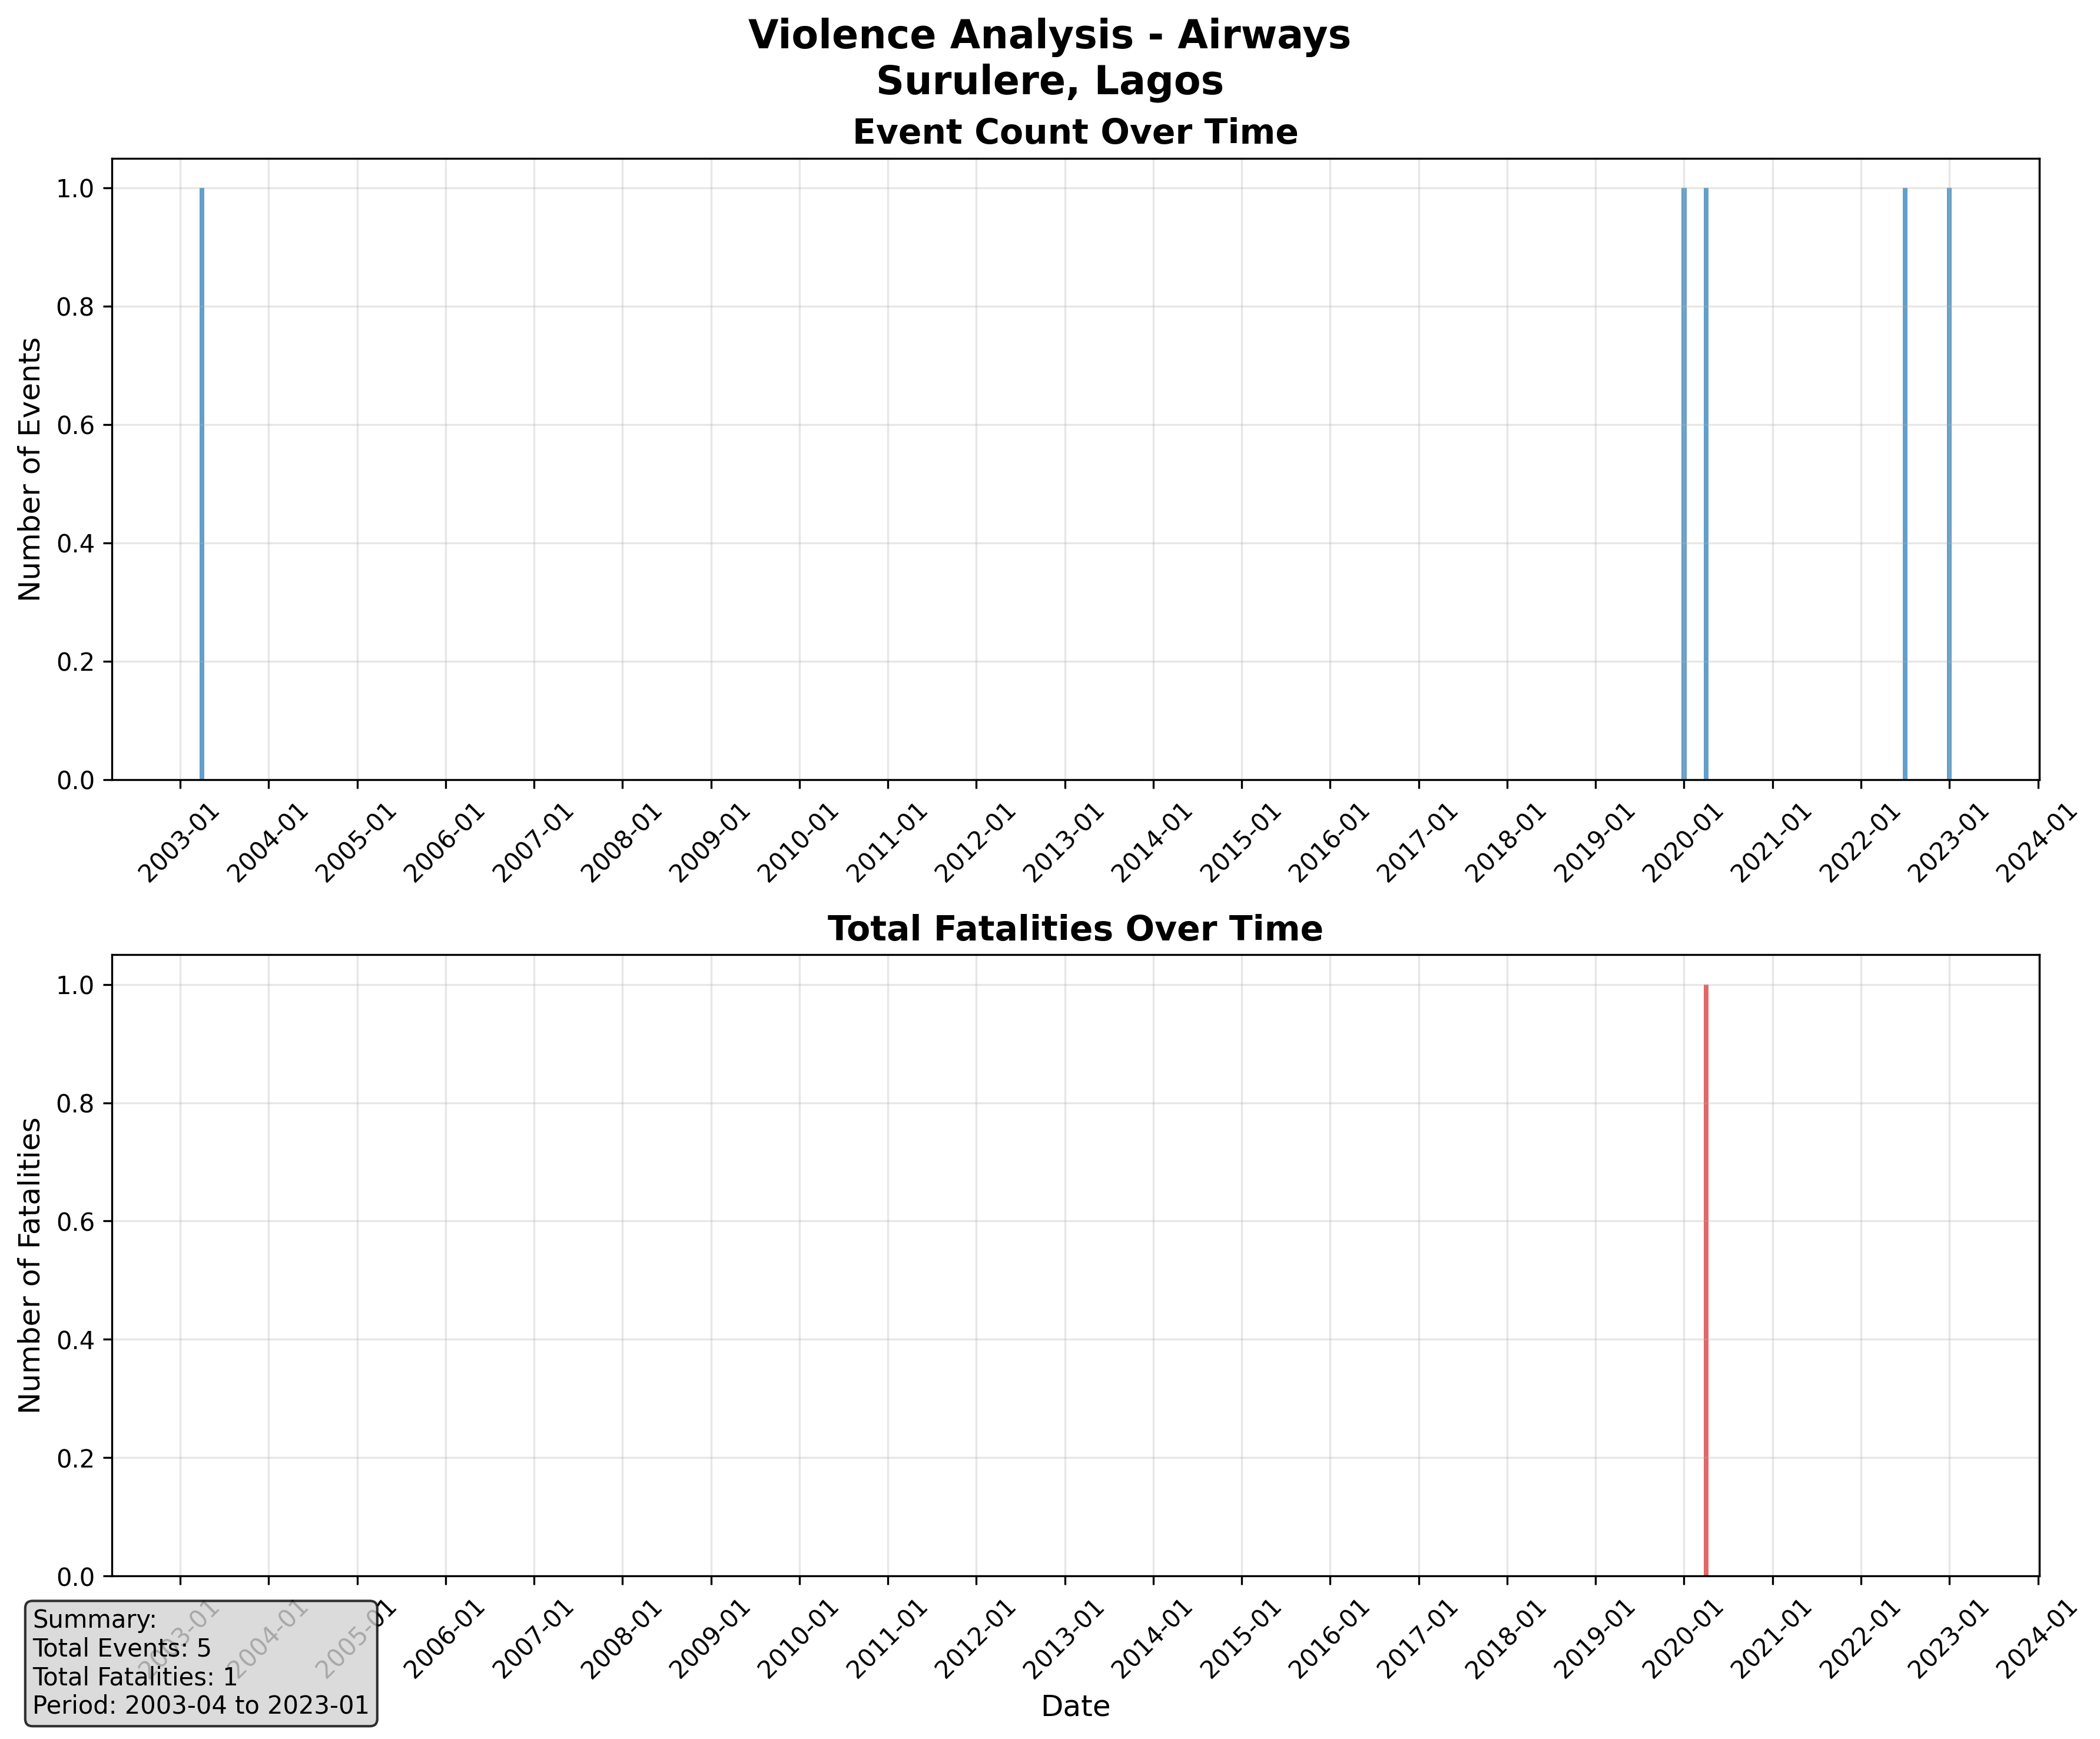 Violence Analysis - Airways
Surulere, Lagos
Event Count Over Time
Number of Events
1.0
0.8
0.6
0.4
0.2
0.0
2003-01 2004-01 2005-01 2006-01 2007-01 2008-01 2009-01 2010-01 2011-01 2012-01 2013-01 2014-01 2015-01 2016-01 2017-01 2018-01 2019-01 2020-01 2021-01 2022-01 2023-01 2024-01
Total Fatalities Over Time
Number of Fatalities
1.0
0.8
0.6
0.4
0.2
0.0
2003-01 2004-01 2005-01 2006-01 2007-01 2008-01 2009-01 2010-01 2011-01 2012-01 2013-01 2014-01 2015-01 2016-01 2017-01 2018-01 2019-01 2020-01 2021-01 2022-01 2023-01 2024-01
Date
Summary:
Total Events: 5
Total Fatalities: 1
Period: 2003-04 to 2023-01